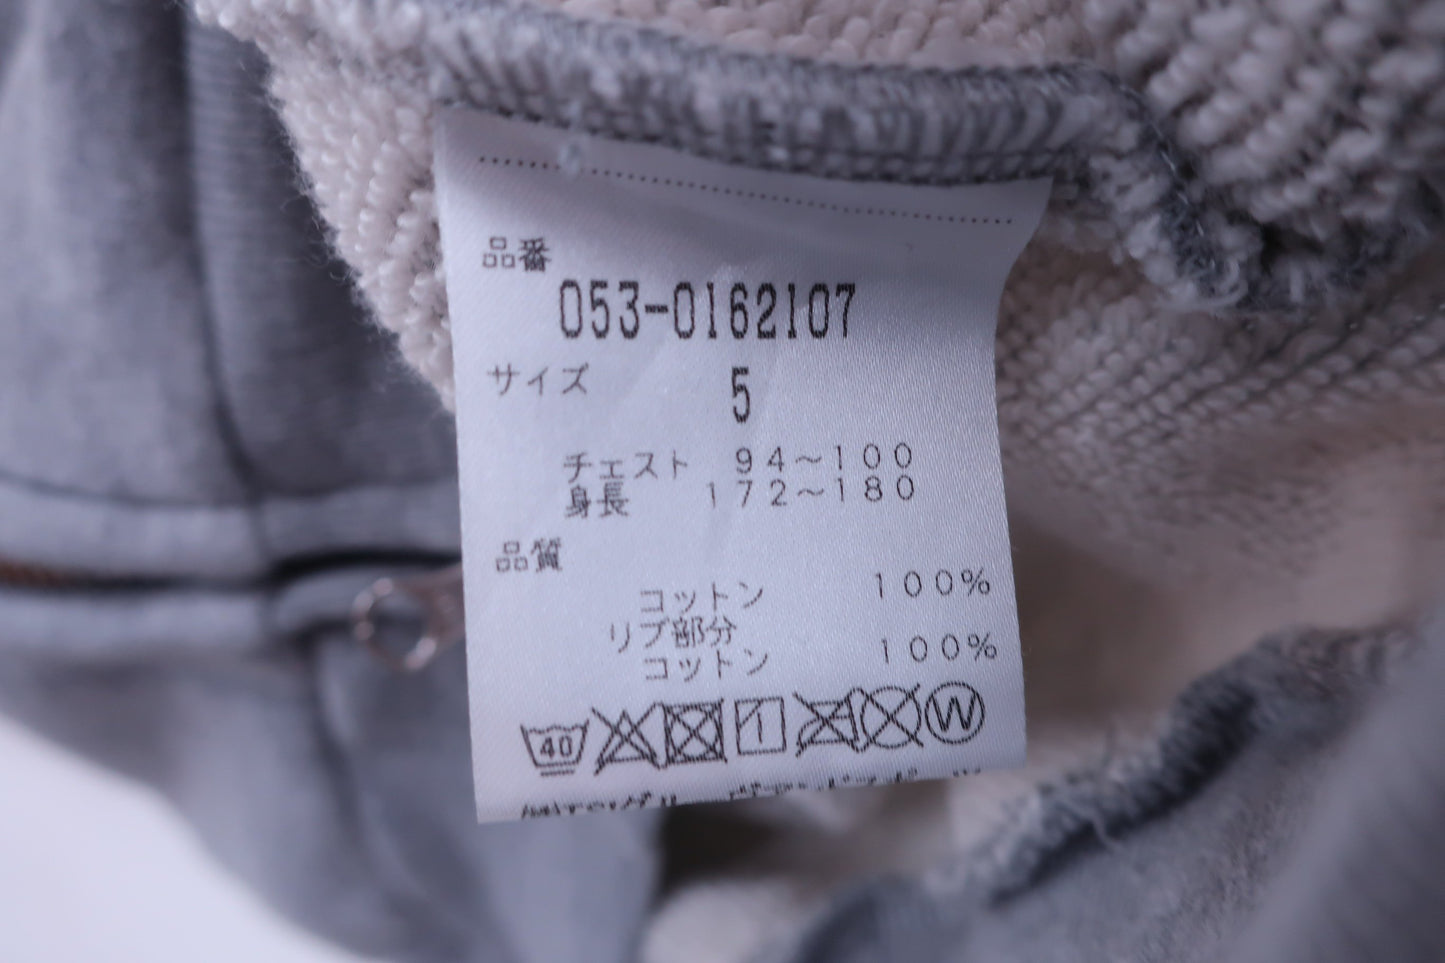 品番
053-0162107
サイズ 5
チェスト 94～100
身長 172～180
品質
コットン 100%
リブ部分
コットン 100%
40 W